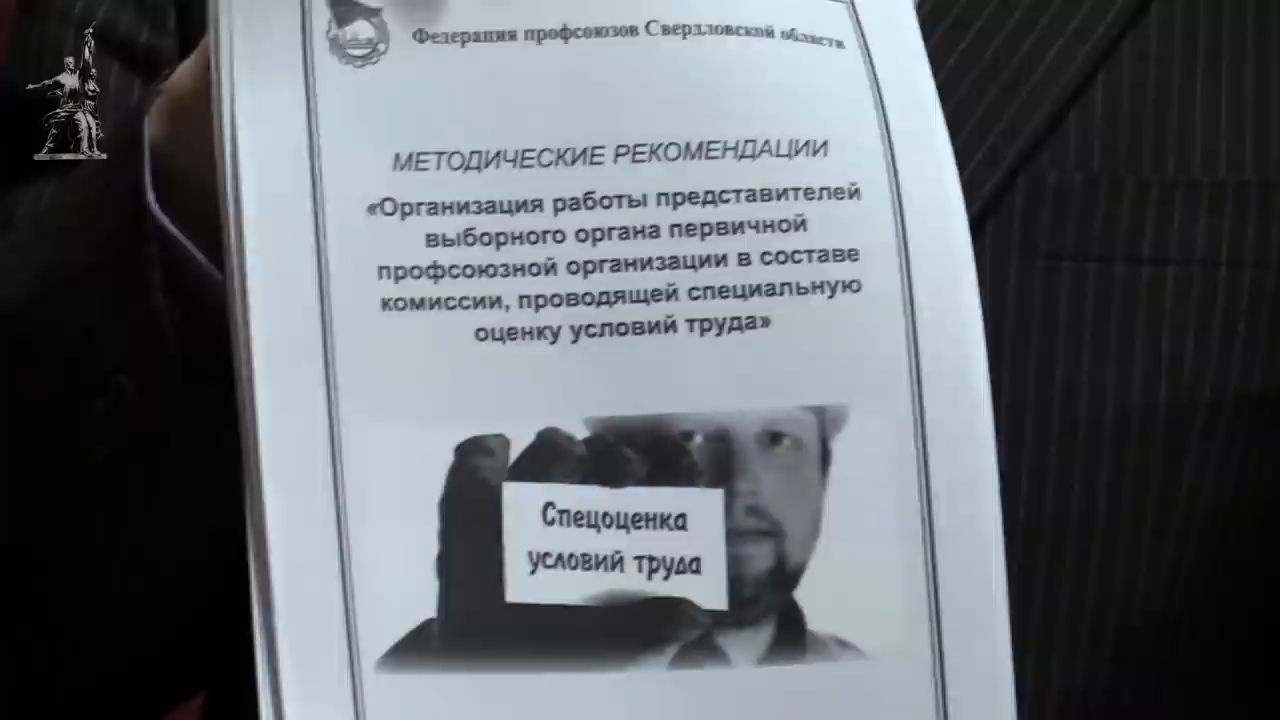 Федерация профсоюзов Свердловской области
МЕТОДИЧЕСКИЕ РЕКОМЕНДАЦИИ
«Организация работы представителей
выборного органа первичной
профсоюзной организации в составе
комиссии, проводящей специальную
оценку условий труда»
Спецоценка
условий труда